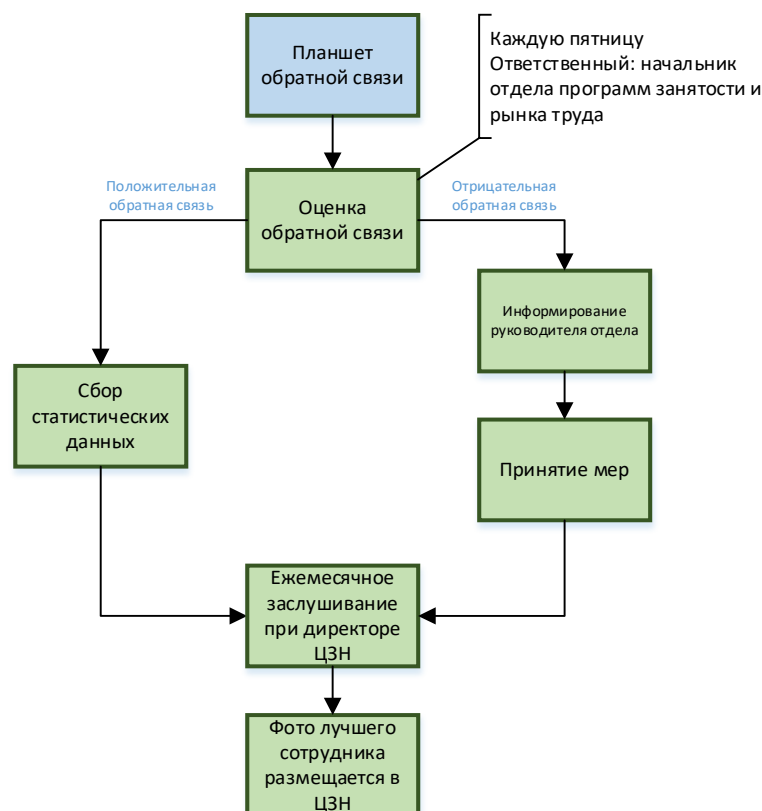 Планшет
обратной связи
Каждую пятницу
Ответственный: начальник
отдела программ занятости и
рынка труда
Положительная
обратная связь
Оценка
обратной связи
Отрицательная
обратная связь
Информирование
руководителя отдела
Сбор
статистических
данных
Принятие мер
Ежемесячное
заслушивание
при директоре
ЦЗН
Фото лучшего
сотрудника
размещается в
ЦЗН